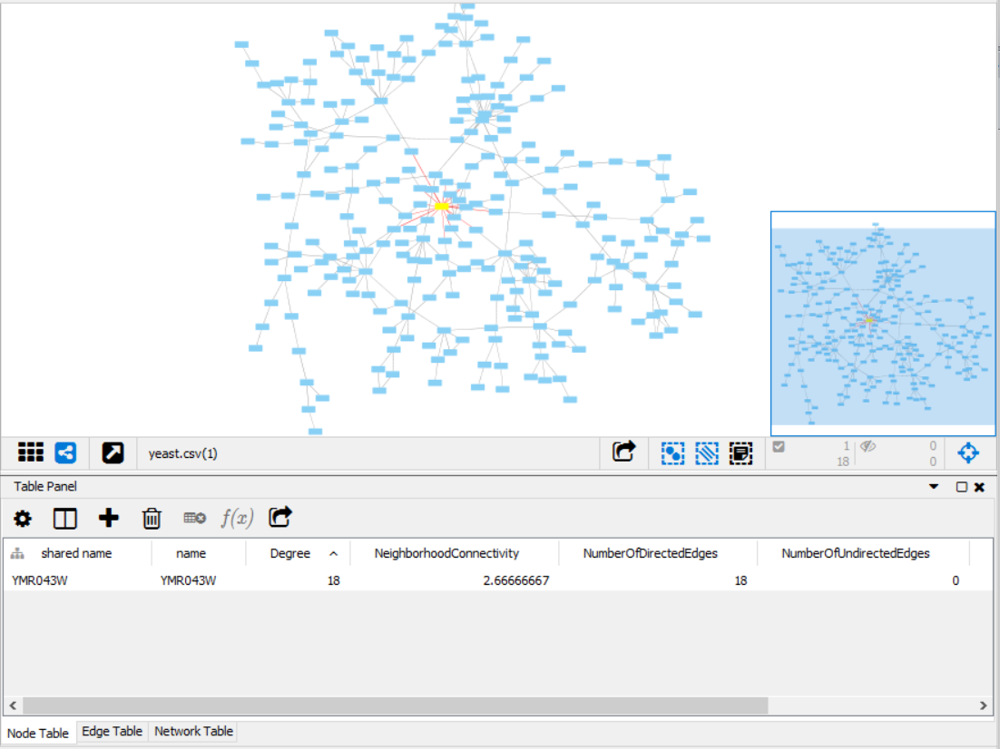 yeast.csv(1)
1 0
18 0
Table Panel
f(x)
shared name name Degree NeighborhoodConnectivity NumberOfDirectedEdges NumberOfUndirectedEdges
YMR043W YMR043W 18 2.66666667 18 0
Node Table Edge Table Network Table